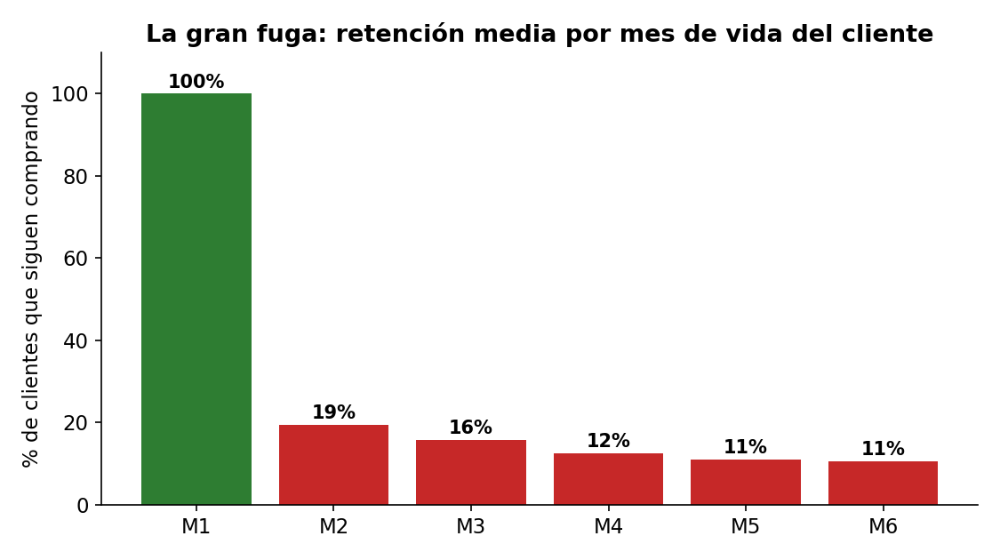 La gran fuga: retención media por mes de vida del cliente
% de clientes que siguen comprando
100
80
60
40
20
0
100%
19%
16%
12%
11%
11%
M1
M2
M3
M4
M5
M6